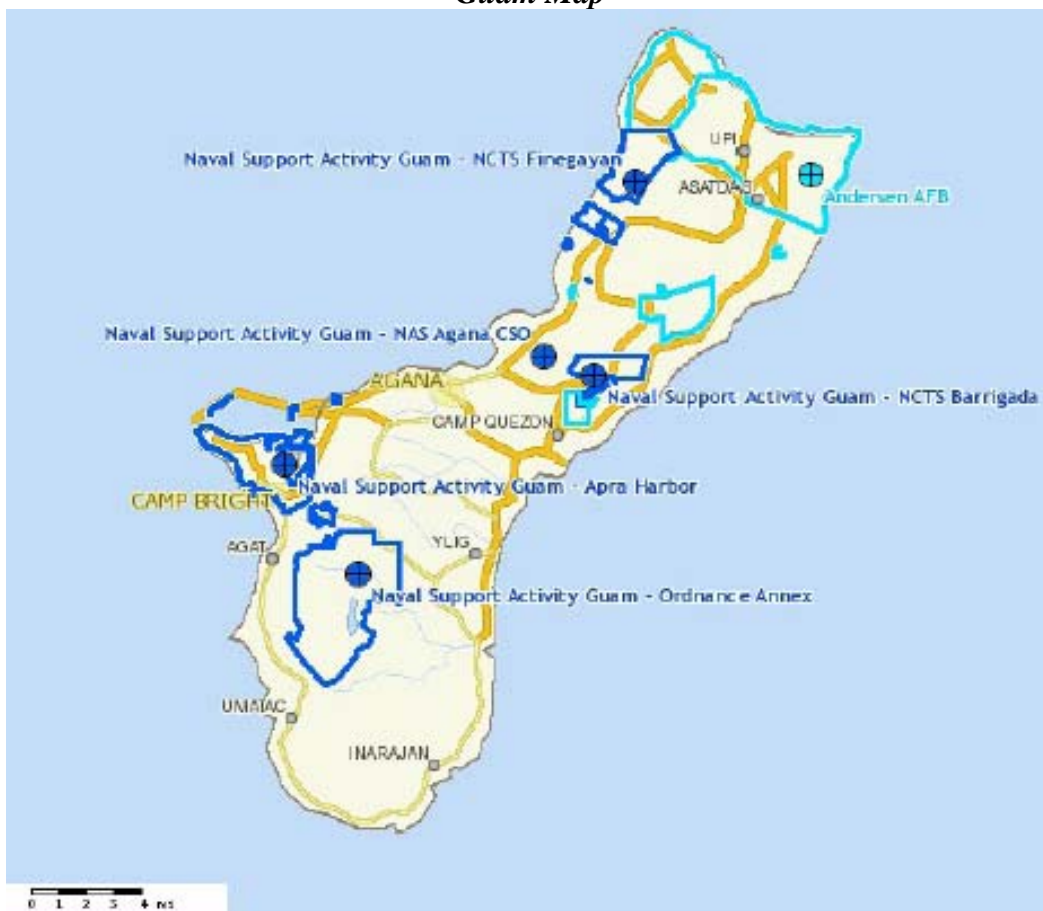 Guam Map
UPI
Naval Support Activity Guam - NCTS Finegayan
ASATDAS
Andersen AFB
Naval Support Activity Guam - NAS Agana CSO
AGANA
Naval Support Activity Guam - NCTS Barrigada
CAMP QUEZON
Naval Support Activity Guam - Apra Harbor
CAMP BRIGHT
AGAT
YLIG
Naval Support Activity Guam - Ordnance Annex
UMATAC
INARAJAN
0 1 2 3 4 mi